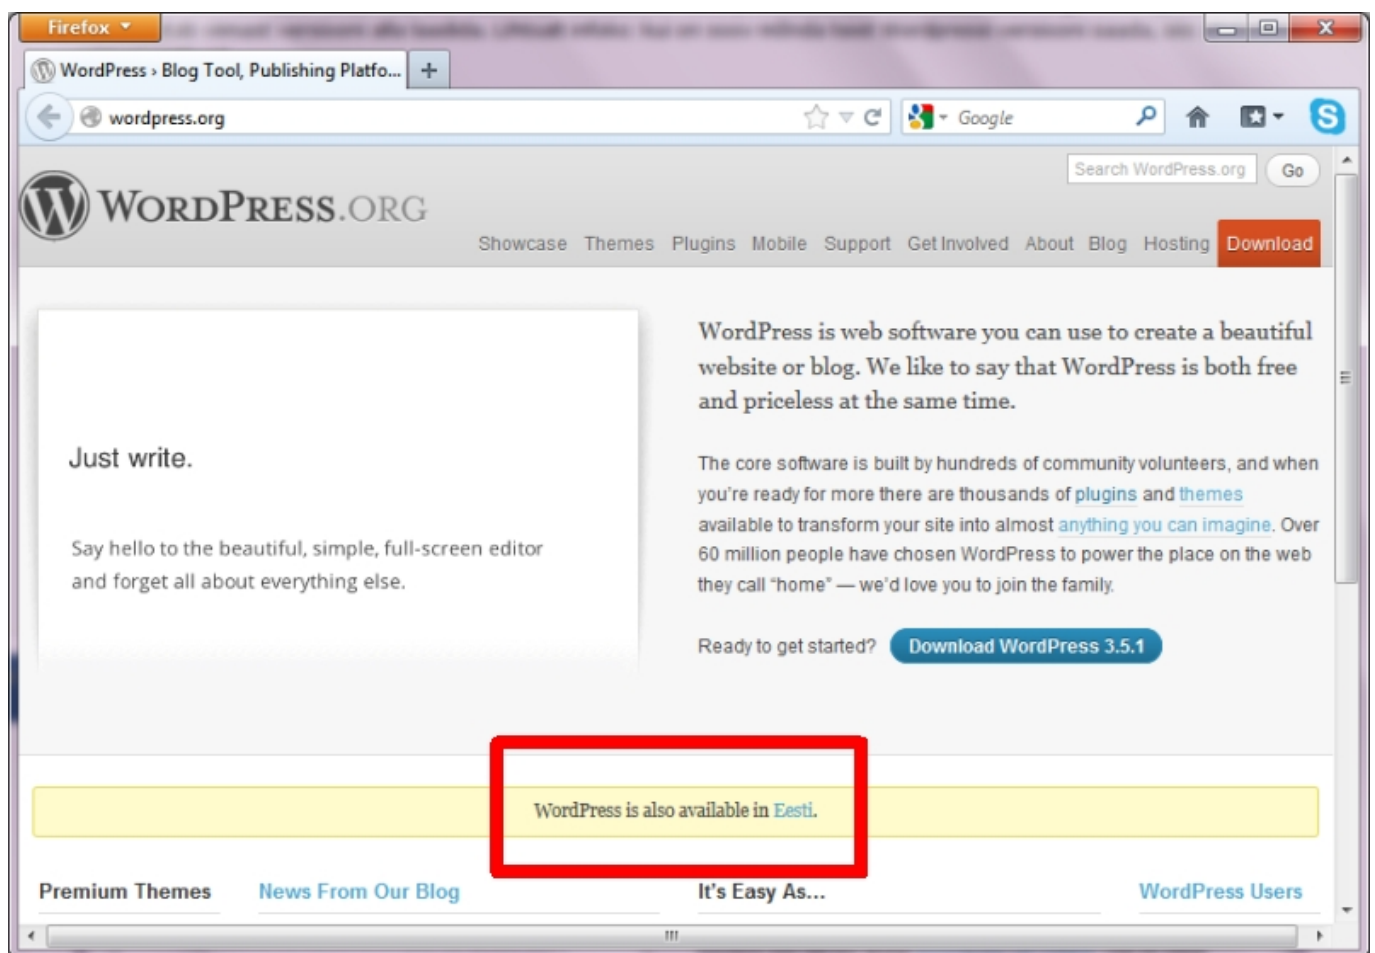 Firefox
WordPress › Blog Tool, Publishing Platfo...
wordpress.org
Google
Search WordPress.org
Go
WORDPRESS.ORG
Showcase Themes Plugins Mobile Support Get Involved About Blog Hosting Download
Just write.
Say hello to the beautiful, simple, full-screen editor
and forget all about everything else.
WordPress is web software you can use to create a beautiful
website or blog. We like to say that WordPress is both free
and priceless at the same time.
The core software is built by hundreds of community volunteers, and when
you’re ready for more there are thousands of plugins and themes
available to transform your site into almost anything you can imagine. Over
60 million people have chosen WordPress to power the place on the web
they call “home” — we’d love you to join the family.
Ready to get started? Download WordPress 3.5.1
WordPress is also available in Eesti.
Premium Themes News From Our Blog It’s Easy As… WordPress Users